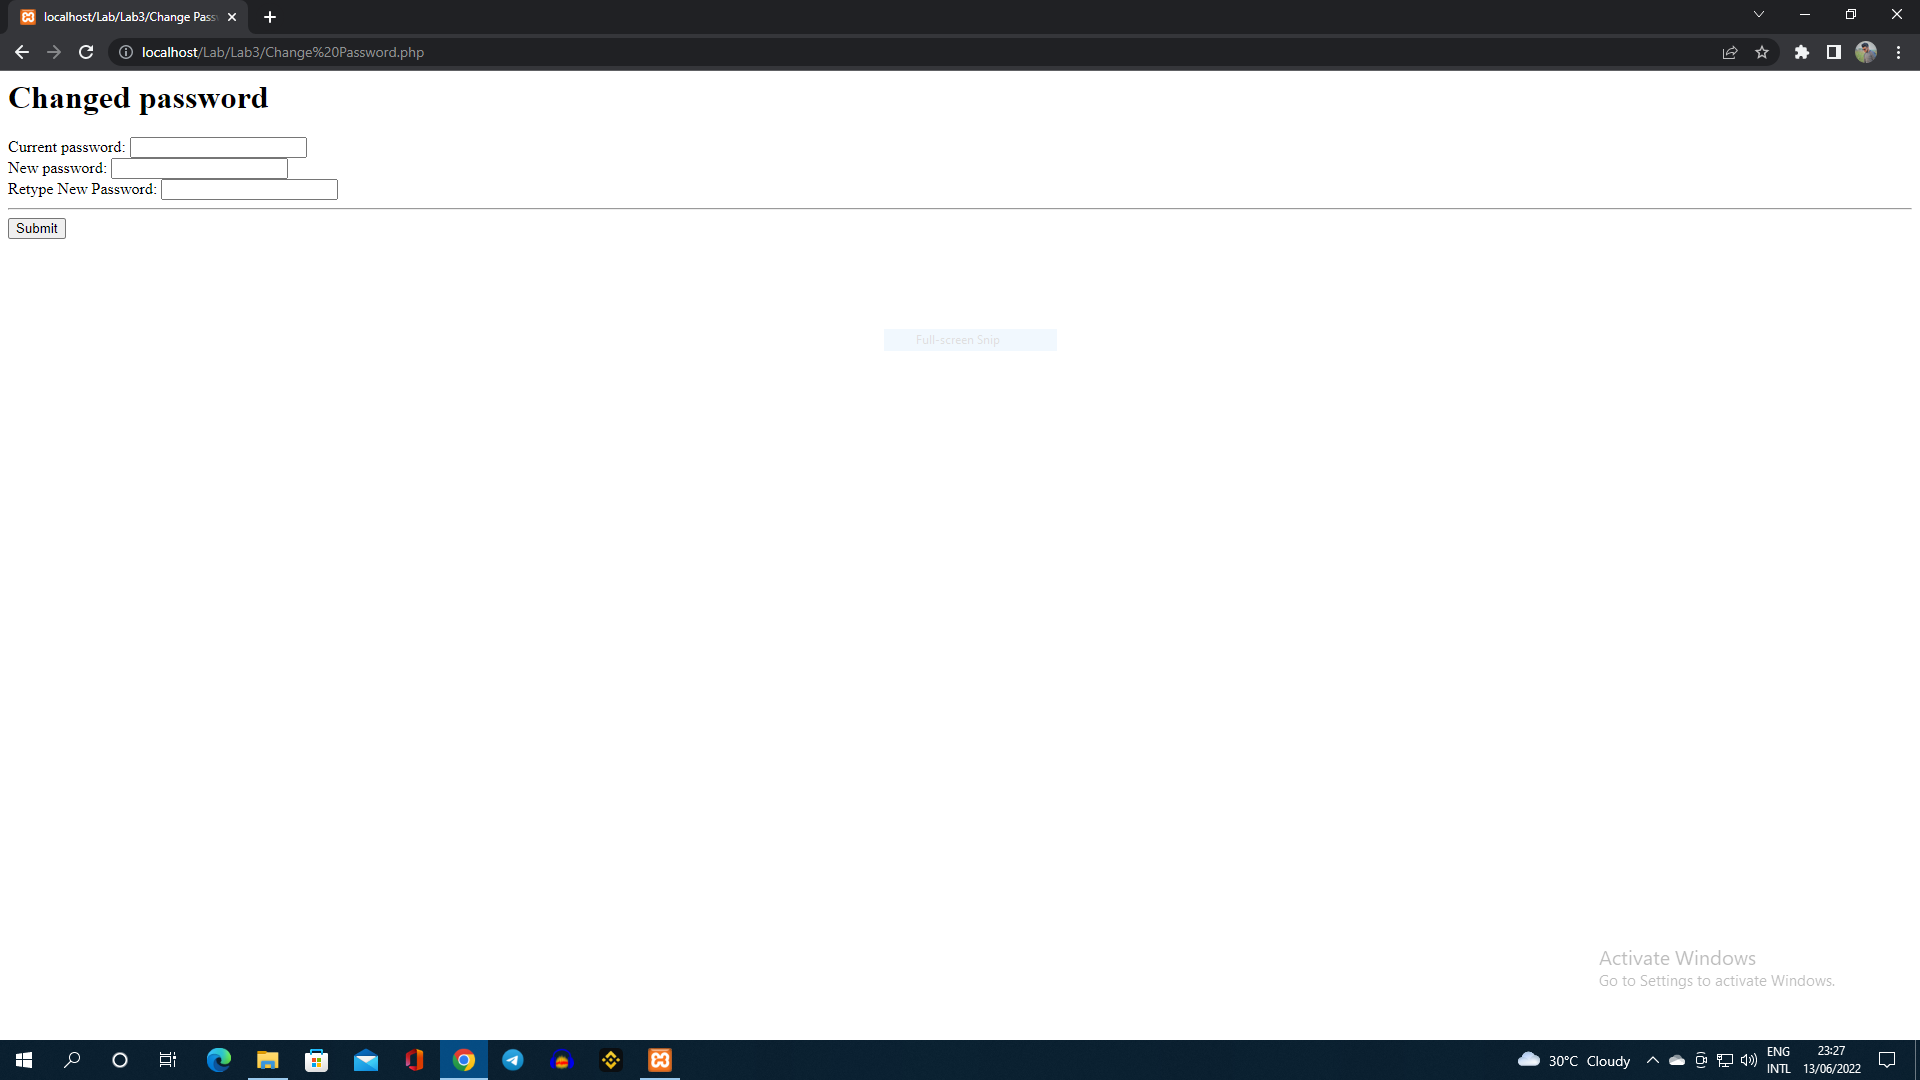 localhost/Lab/Lab3/Change Pass
localhost/Lab/Lab3/Change%20Password.php
Changed password
Current password:
New password:
Retype New Password:
Submit
Full-screen Snip
Activate Windows
Go to Settings to activate Windows.
30°C Cloudy
ENG
INTL
23:27
13/06/2022